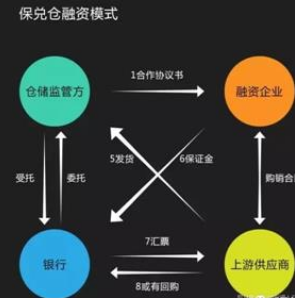 保兑仓融资模式
1合作协议书
仓储监管方
融资企业
5发货
6保证金
受托
委托
购销合
7汇票
银行
上游供应商
8或有回购